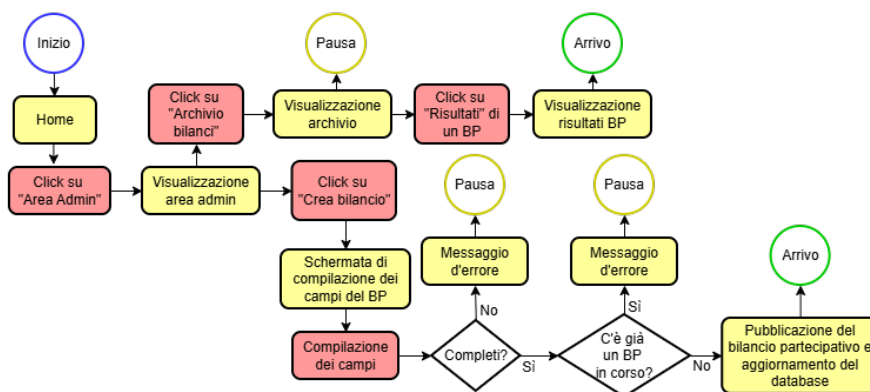 Inizio
Pausa
Arrivo
Home
Click su
"Archivio
bilanci"
Visualizzazione
archivio
Click su
"Risultati" di
un BP
Visualizzazione
risultati BP
Click su
"Area Admin"
Visualizzazione
area admin
Click su
"Crea bilancio"
Pausa
Pausa
Schermata di
compilazione dei
campi del BP
Messaggio
d'errore
Messaggio
d'errore
Arrivo
No
Sì
Compilazione
dei campi
Completi?
Sì
C'è già
un BP
in corso?
No
Pubblicazione del
bilancio partecipativo e
aggiornamento del
database